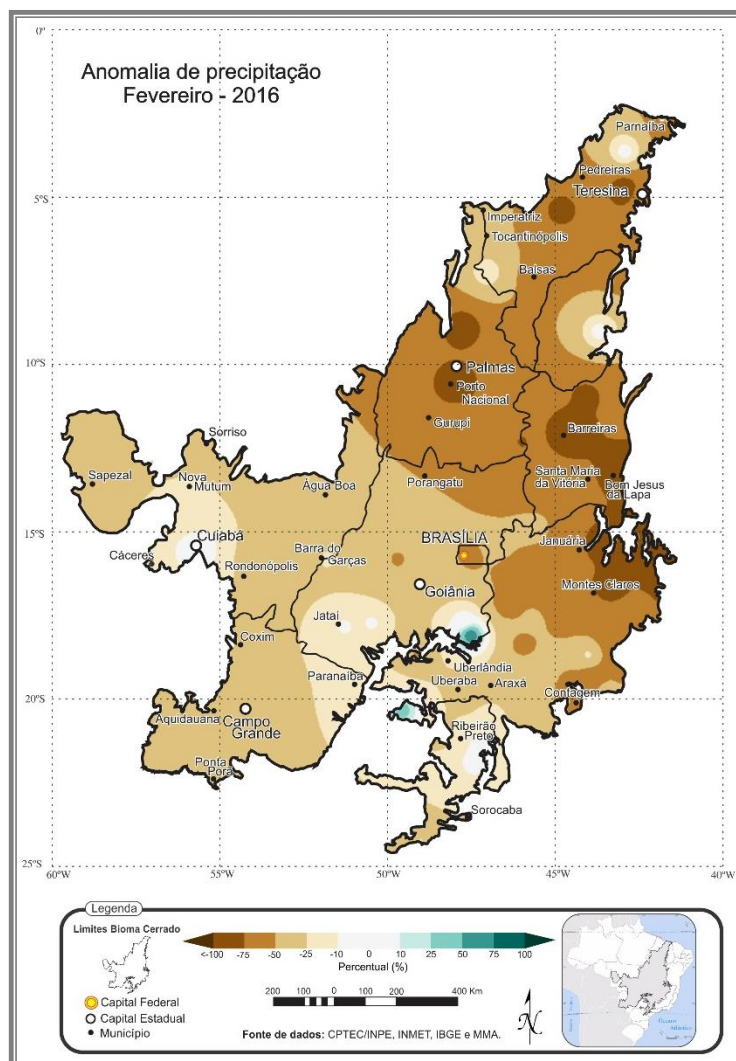 Anomalia de precipitação
Fevereiro - 2016
0°
5°S
10°S
15°S
20°S
25°S
60°W
55°W
50°W
45°W
40°W
Parnaíba
Pedreiras
Teresina
Imperatriz
Tocantinópolis
Balsas
Palmas
Porto
Nacional
Gurupi
Barreiras
Sorriso
Sapezal
Nova
Mutum
Água Boa
Porangatu
Santa Maria
da Vitória
Bom Jesus
da Lapa
Cuiabá
Cáceres
Rondonópolis
Barra do
Garças
BRASÍLIA
Januária
Goiânia
Montes Claros
Jataí
Coxim
Paranaíba
Uberlândia
Uberaba
Araxá
Contagem
Aquidauana
Campo
Grande
Ribeirão
Preto
Ponta
Porã
Sorocaba
Legenda
Limites Bioma Cerrado
<-100 -75 -50 -25 -10 0 10 25 50 75 100
Percentual (%)
Capital Federal
Capital Estadual
Município
200 100 0 100 200 400 Km
Fonte de dados: CPTEC/INPE, INMET, IBGE e MMA.
N
Oceano
Atlântico